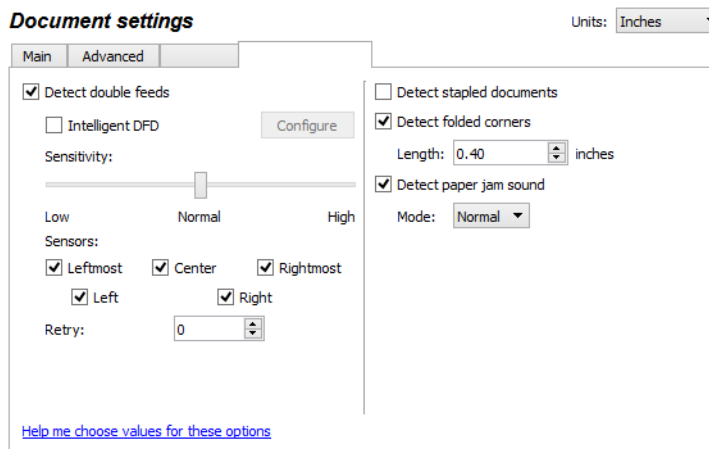 Document settings
Units: Inches
Main Advanced
Detect double feeds
Intelligent DFD Configure
Sensitivity:
Low Normal High
Sensors:
Leftmost Center Rightmost
Left Right
Retry: 0
Detect stapled documents
Detect folded corners
Length: 0.40 inches
Detect paper jam sound
Mode: Normal
Help me choose values for these options